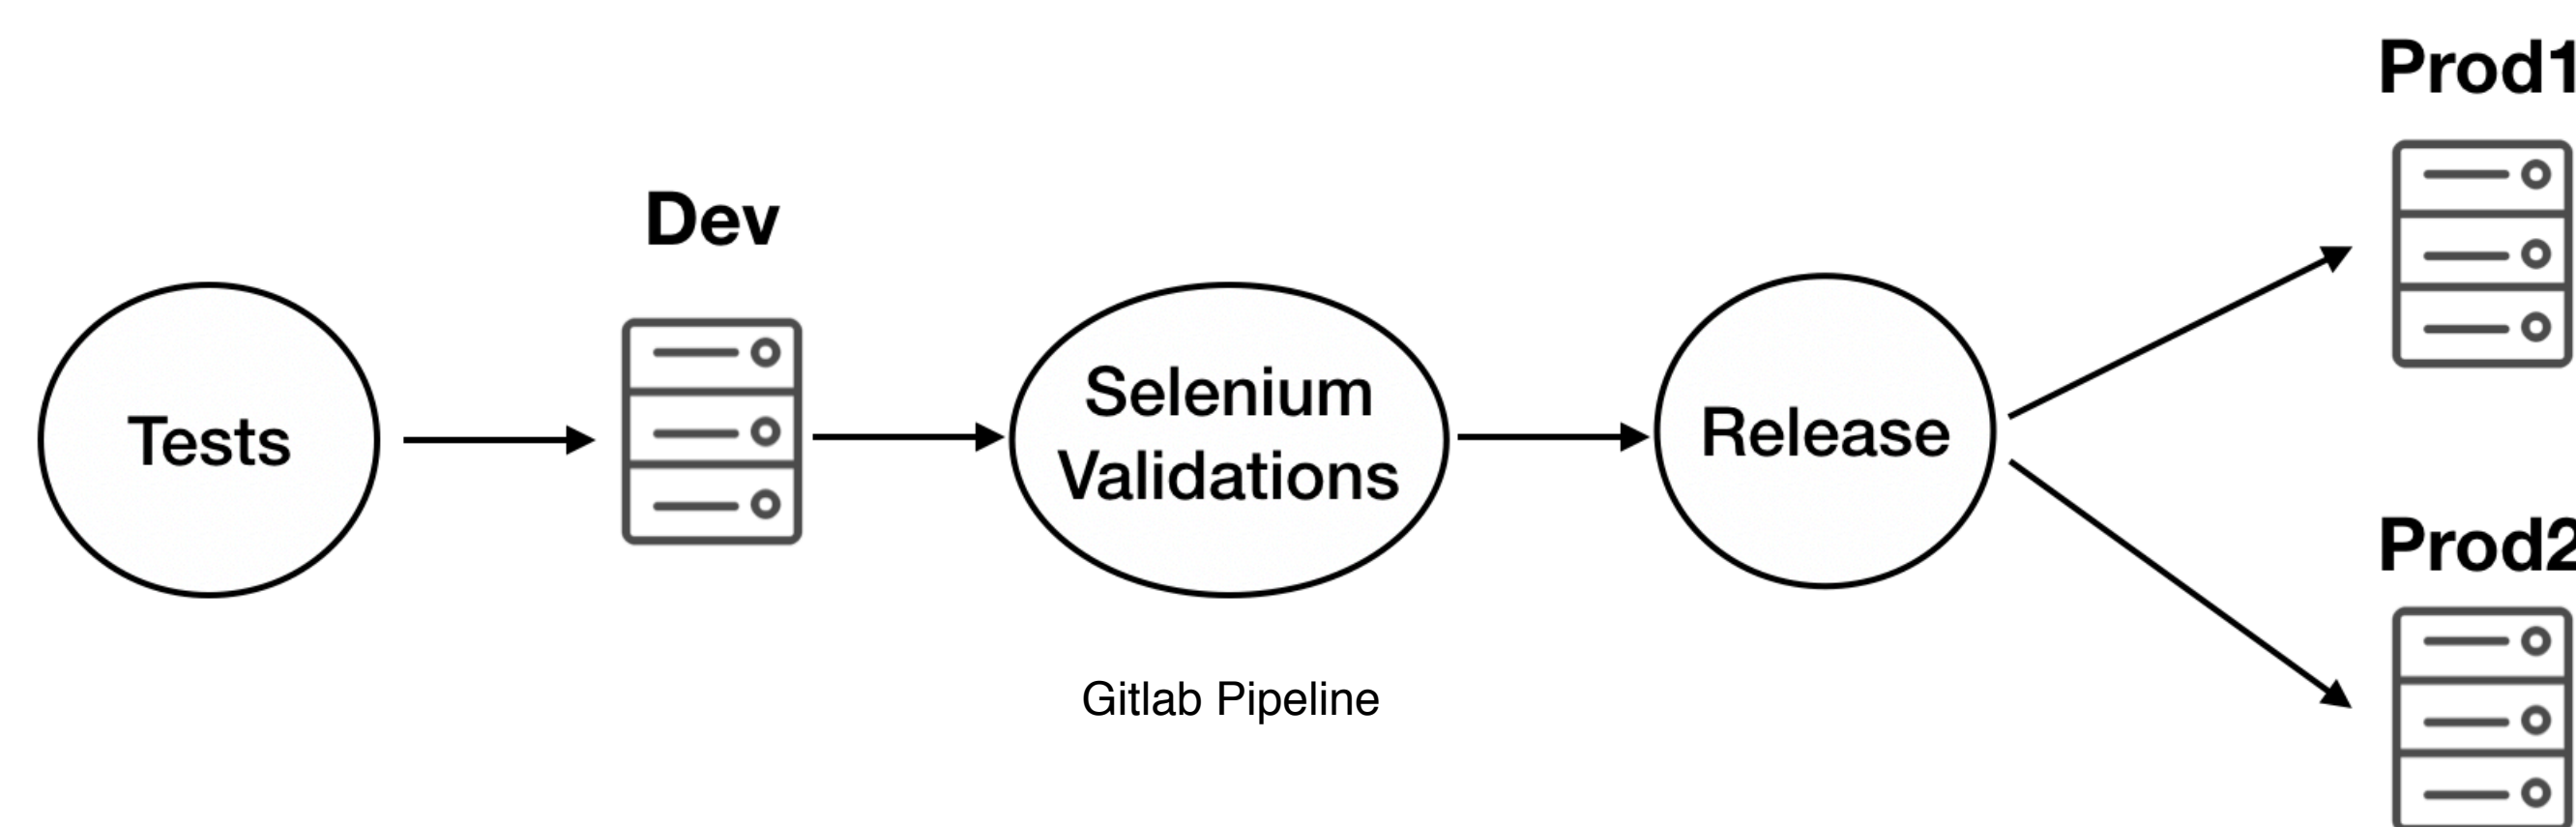 Prod1
Dev
Tests
Selenium
Validations
Release
Prod2
Gitlab Pipeline